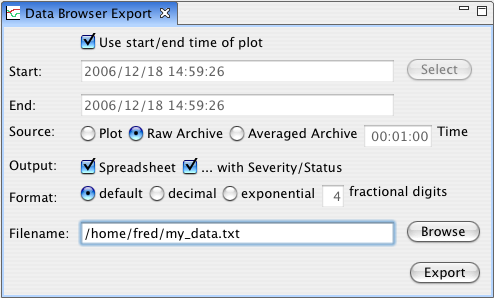 Data Browser Export
Use start/end time of plot
Start: 2006/12/18 14:59:26 Select
End: 2006/12/18 14:59:26
Source: Plot Raw Archive Averaged Archive 00:01:00 Time
Output: Spreadsheet ... with Severity/Status
Format: default decimal exponential 4 fractional digits
Filename: /home/fred/my_data.txt Browse
Export